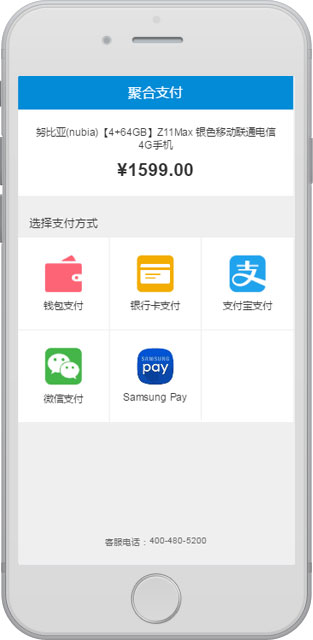 聚合支付
努比亚(nubia)【4+64GB】Z11Max 银色移动联通电信
4G手机
¥1599.00
选择支付方式
钱包支付
银行卡支付
支付宝支付
支
SAMSUNG
pay
微信支付
Samsung Pay
客服电话：400-480-5200